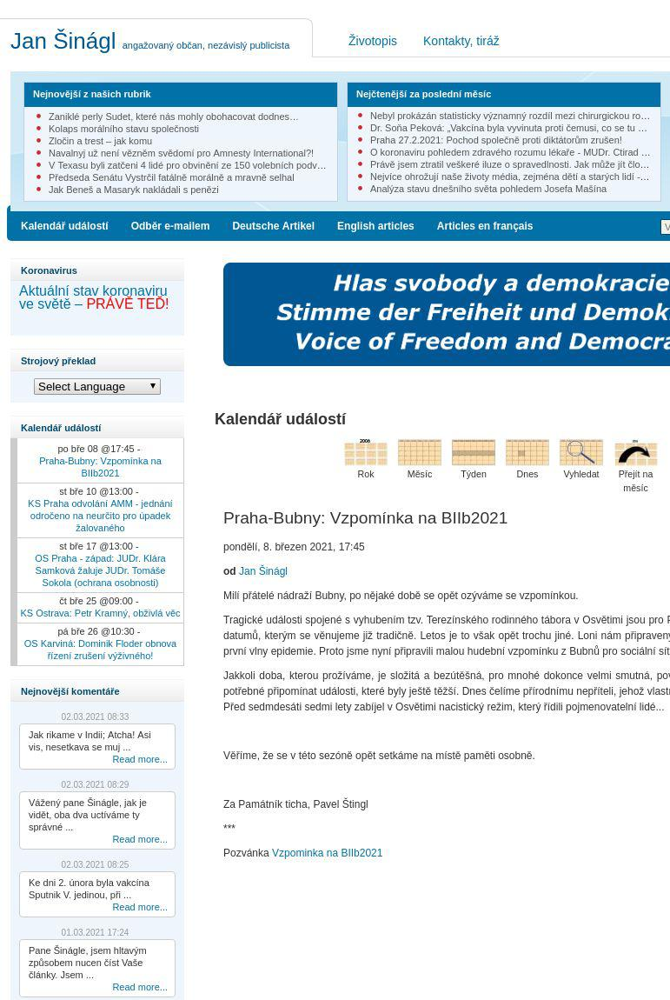 Jan Šinágl angažovaný občan, nezávislý publicista
Životopis
Kontakty, tiráž
Nejnovější z našich rubrik
Zaniklé perly Sudet, které nás mohly obohacovat dodnes…
Kolaps morálního stavu společnosti
Zločin a trest – jak komu
Navalnyj už není vězněm svědomí pro Amnesty International?!
V Texasu byli zatčeni 4 lidé pro obvinění ze 150 volebních podv…
Předseda Senátu Vystrčil fatálně morálně a mravně selhal
Jak Beneš a Masaryk nakládali s penězi
Nejčtenější za poslední měsíc
Nebyl prokázán statisticky významný rozdíl mezi chirurgickou ro…
Dr. Soňa Peková: „Vakcína byla vyvinuta proti čemusi, co se tu …
Praha 27.2.2021: Pochod společně proti diktátorům zrušen!
O koronaviru pohledem zdravého rozumu lékaře - MUDr. Ctirad …
Právě jsem ztratil veškeré iluze o spravedlnosti. Jak může jít člo…
Nejvíce ohrožují naše životy média, zejména dětí a starých lidí -…
Analýza stavu dnešního světa pohledem Josefa Mašína
Kalendář událostí
Odběr e-mailem
Deutsche Artikel
English articles
Articles en français
V
Koronavirus
Aktuální stav koronaviru
ve světě – PRÁVĚ TEĎ!
Strojový překlad
Select Language
Kalendář událostí
po bře 08 @17:45 -
Praha-Bubny: Vzpomínka na
BIIb2021
st bře 10 @13:00 -
KS Praha odvolání AMM - jednání
odročeno na neurčito pro úpadek
žalovaného
st bře 17 @13:00 -
OS Praha - západ: JUDr. Klára
Samková žaluje JUDr. Tomáše
Sokola (ochrana osobnosti)
čt bře 25 @09:00 -
KS Ostrava: Petr Kramný, obživlá věc
pá bře 26 @10:30 -
OS Karviná: Dominik Floder obnova
řízení zrušení výživného!
Nejnovější komentáře
02.03.2021 08:33
Jak rikame v Indii; Atcha! Asi
vis, nesetkava se muj ...
Read more...
02.03.2021 08:29
Vážený pane Šinágle, jak je
vidět, oba dva uctíváme ty
správné ...
Read more...
02.03.2021 08:25
Ke dni 2. února byla vakcína
Sputnik V. jedinou, při ...
Read more...
01.03.2021 17:24
Pane Šinágle, jsem hltavým
způsobem nucen číst Vaše
články. Jsem ...
Read more...
Hlas svobody a demokracie
Stimme der Freiheit und Demok
Voice of Freedom and Democra
Kalendář událostí
2006
Rok
Měsíc
Týden
Dnes
Vyhledat
Přejít na
měsíc
Praha-Bubny: Vzpomínka na BIIb2021
pondělí, 8. březen 2021, 17:45
od Jan Šinágl
Milí přátelé nádraží Bubny, po nějaké době se opět ozýváme se vzpomínkou.
Tragické události spojené s vyhubením tzv. Terezínského rodinného tábora v Osvětimi jsou pro P
datumů, kterým se věnujeme již tradičně. Letos je to však opět trochu jiné. Loni nám připraveny
první vlny epidemie. Proto jsme nyní připravili malou hudební vzpomínku z Bubnů pro sociální sít
Jakkoli doba, kterou prožíváme, je složitá a bezútěšná, pro mnohé dokonce velmi smutná, pov
potřebné připomínat události, které byly ještě těžší. Dnes čelíme přírodnímu nepříteli, jehož vlastn
Před sedmdesáti sedmi lety zabíjel v Osvětimi nacistický režim, který řídili pojmenovatelní lidé...
Věříme, že se v této sezóně opět setkáme na místě paměti osobně.
Za Památník ticha, Pavel Štingl
***
Pozvánka Vzpominka na BIIb2021